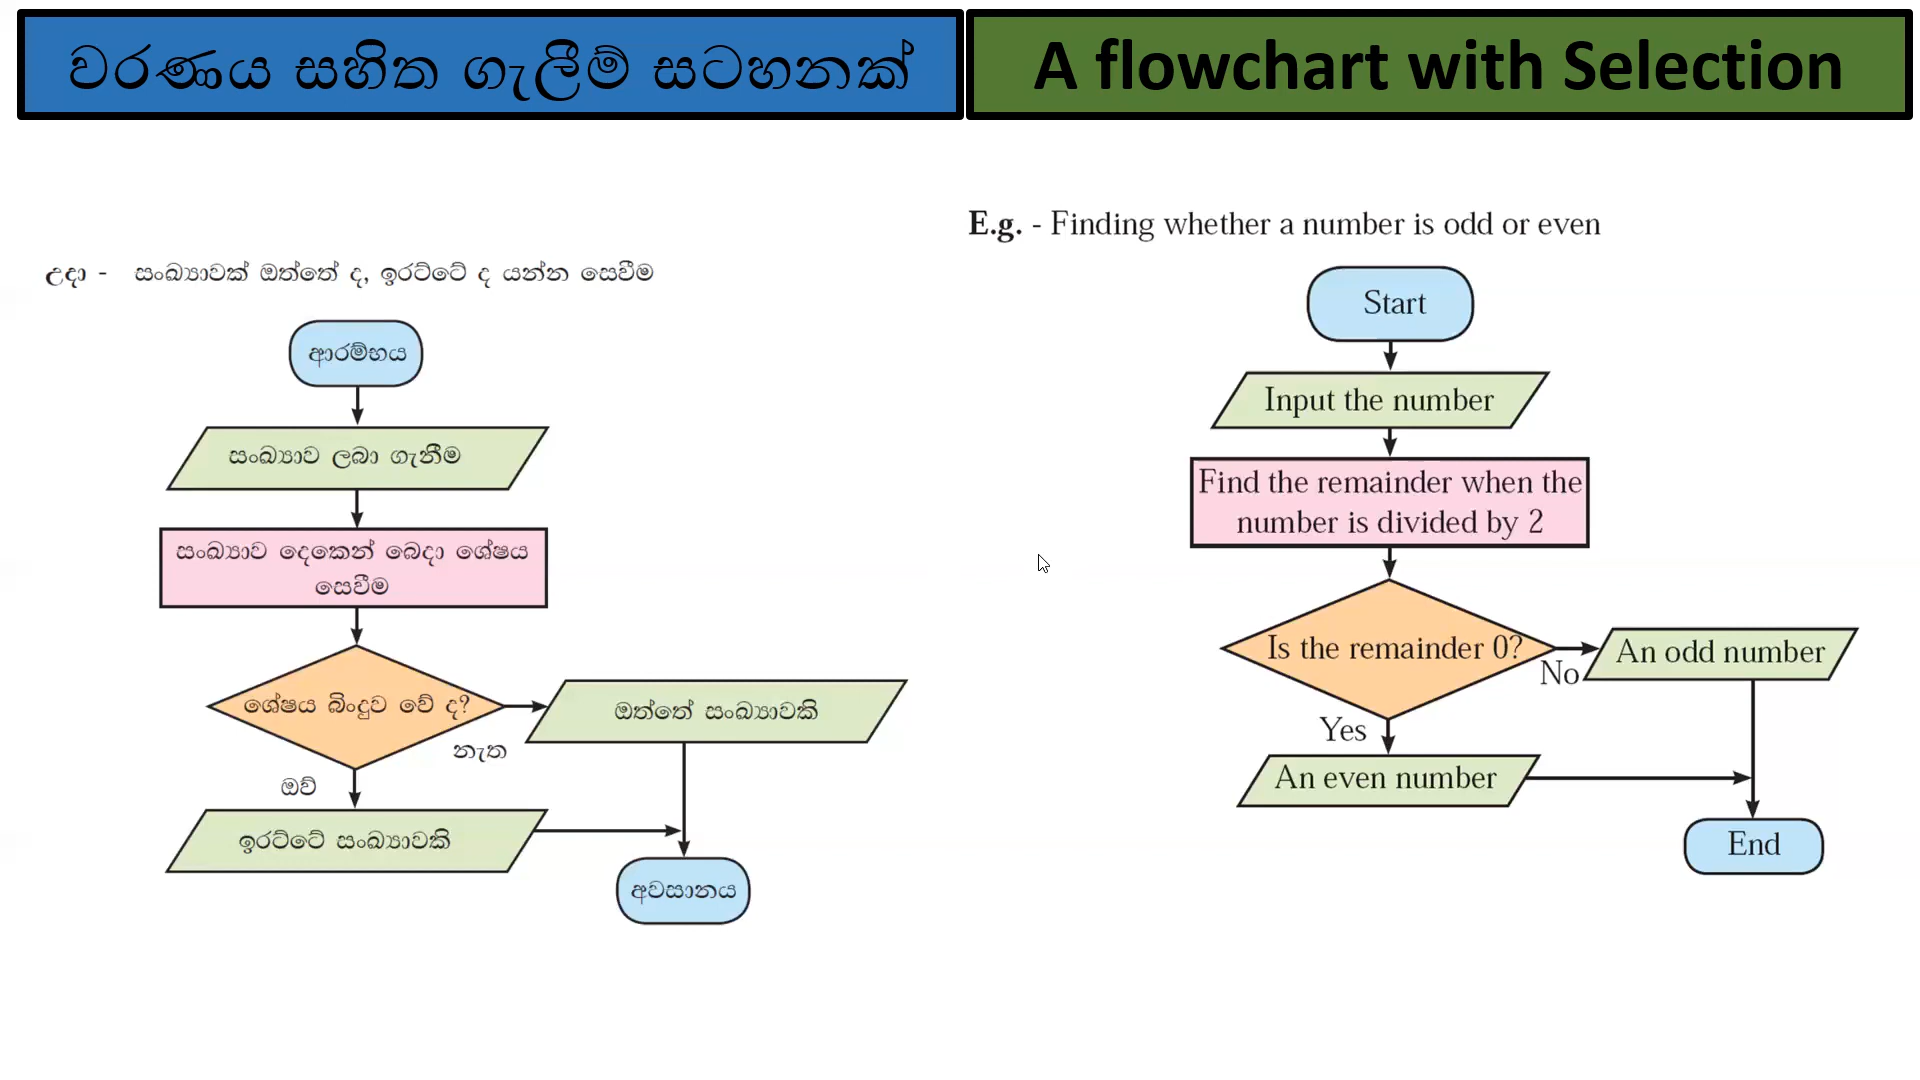 වරණය සහිත ගැලීම් සටහනක්
A flowchart with Selection
උදා - සංඛ්‍යාවක් ඔත්තේ ද, ඉරට්ටේ ද යන්න සෙවීම
ආරම්භය
සංඛ්‍යාව ලබා ගැනීම
සංඛ්‍යාව දෙකෙන් බෙදා ශේෂය
සෙවීම
ශේෂය බිංදුව වේ ද?
නැත
ඔත්තේ සංඛ්‍යාවකි
ඔව්
ඉරට්ටේ සංඛ්‍යාවකි
අවසානය
E.g. - Finding whether a number is odd or even
Start
Input the number
Find the remainder when the
number is divided by 2
Is the remainder 0?
No
An odd number
Yes
An even number
End